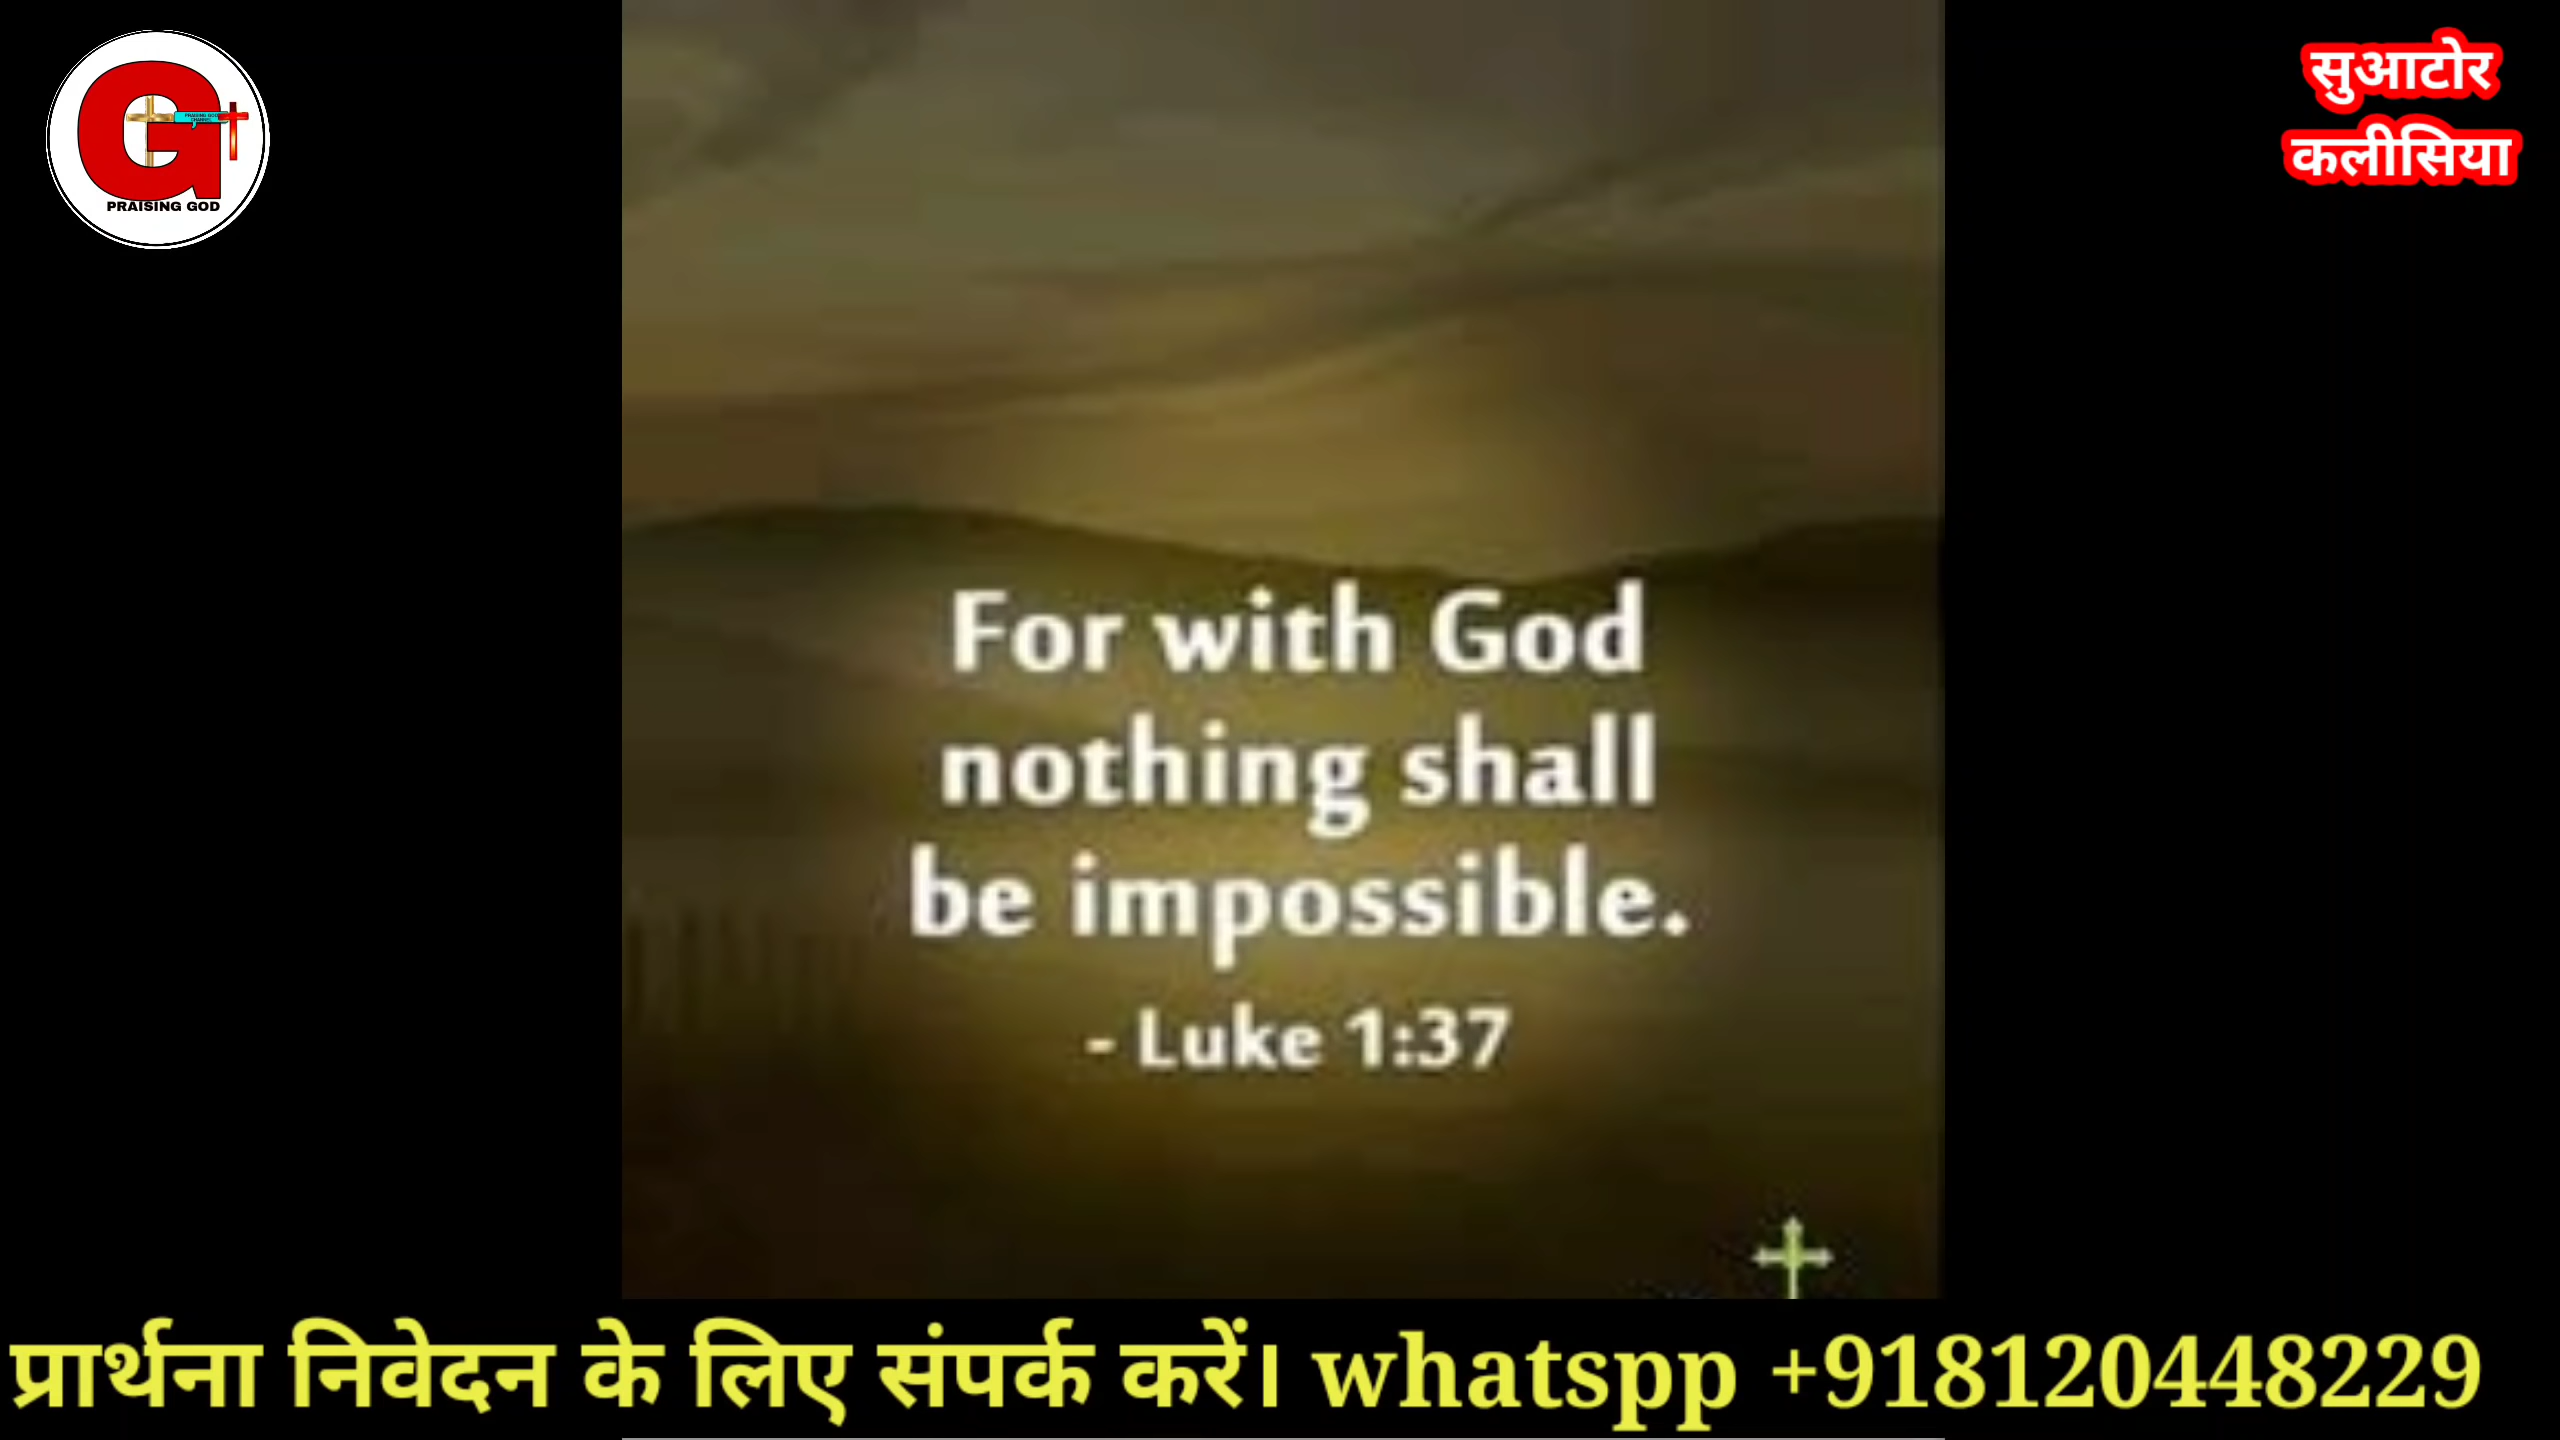 PRAISING GOD
सुआटोर
कलीसिया
For with God
nothing shall
be impossible.
- Luke 1:37
प्रार्थना निवेदन के लिए संपर्क करें। whatspp +918120448229